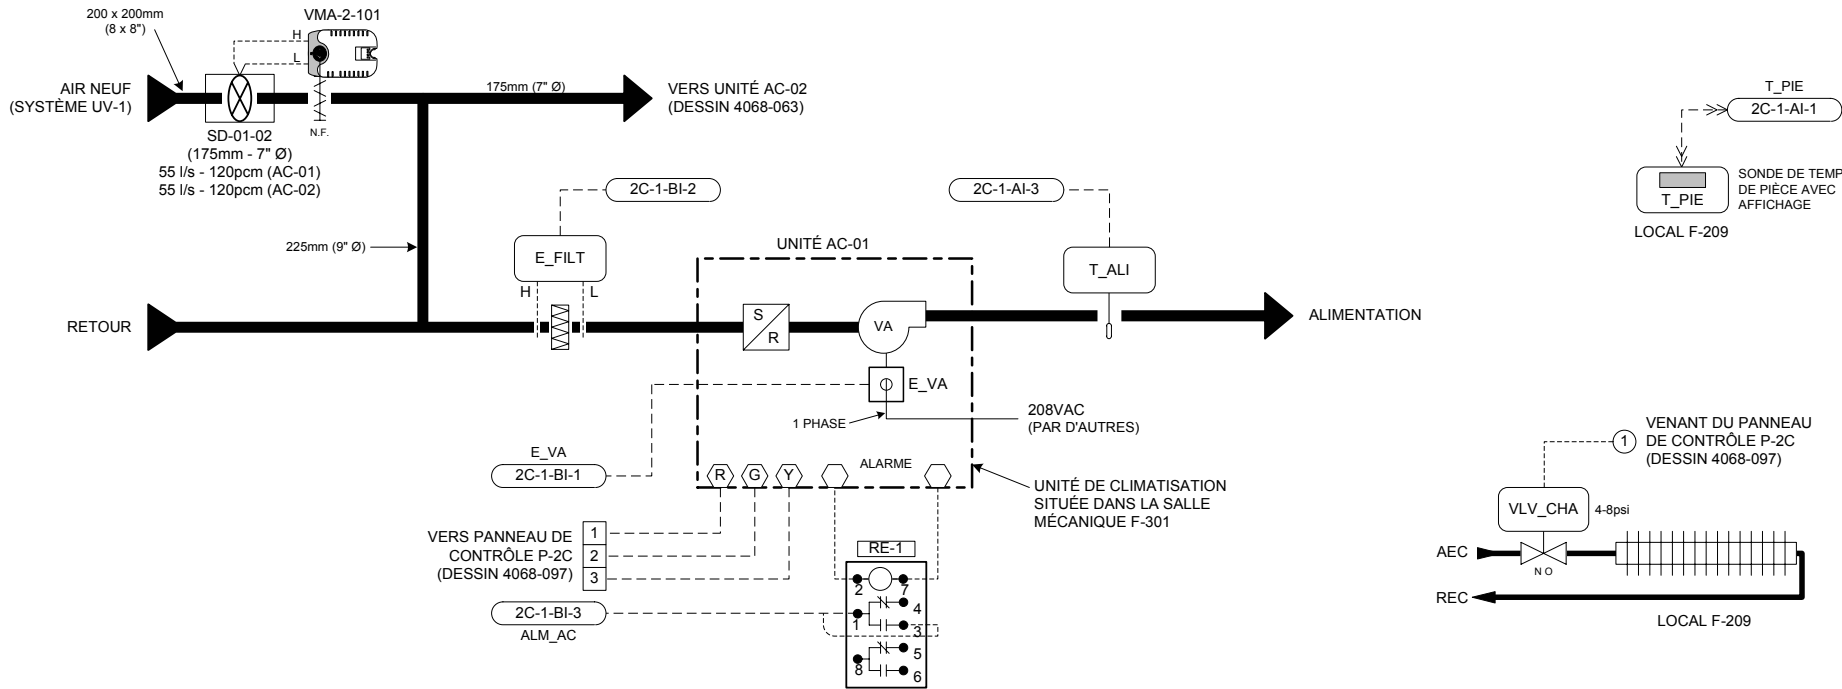 200 x 200mm
(8 x 8")
VMA-2-101
H
L
AIR NEUF
(SYSTÈME UV-1)
175mm (7" Ø)
VERS UNITÉ AC-02
(DESSIN 4068-063)
N.F.
SD-01-02
(175mm - 7" Ø)
55 l/s - 120pcm (AC-01)
55 l/s - 120pcm (AC-02)
T_PIE
2C-1-AI-1
T_PIE
SONDE DE TEMP
DE PIÈCE AVEC
AFFICHAGE
LOCAL F-209
2C-1-BI-2
2C-1-AI-3
225mm (9" Ø)
E_FILT
H
L
UNITÉ AC-01
T_ALI
RETOUR
S
R
VA
ALIMENTATION
E_VA
1 PHASE
208VAC
(PAR D'AUTRES)
E_VA
2C-1-BI-1
R
G
Y
ALARME
UNITÉ DE CLIMATISATION
SITUÉE DANS LA SALLE
MÉCANIQUE F-301
VERS PANNEAU DE
CONTRÔLE P-2C
(DESSIN 4068-097)
1
2
3
RE-1
2
7
4
1
3
5
8
6
2C-1-BI-3
ALM_AC
1
VENANT DU PANNEAU
DE CONTRÔLE P-2C
(DESSIN 4068-097)
VLV_CHA
4-8psi
AEC
N O
REC
LOCAL F-209